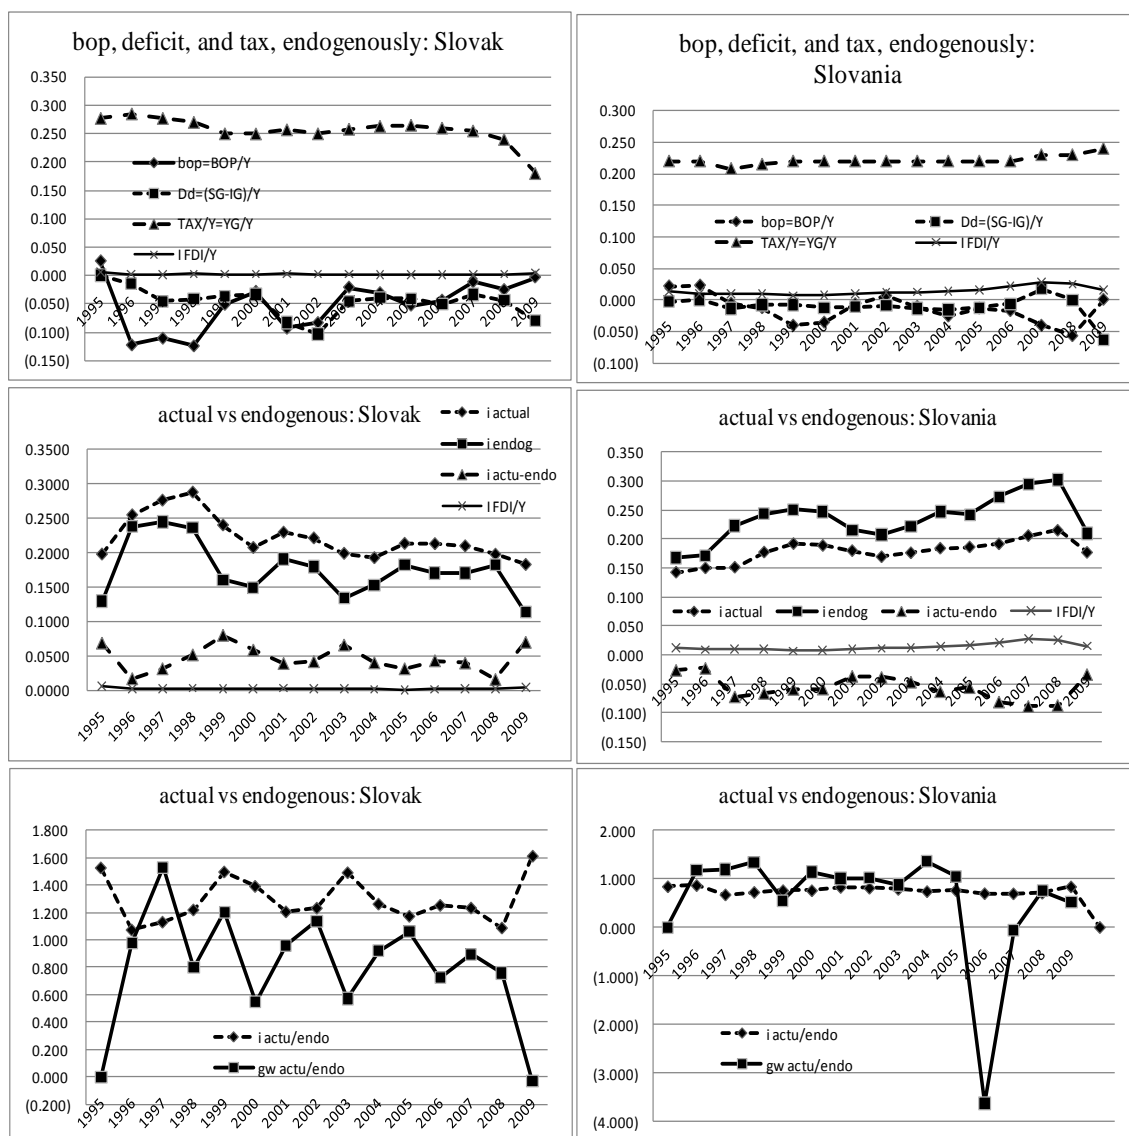 bop, deficit, and tax, endogenously: Slovak
0.350
0.300
0.250
0.200
0.150
0.100
0.050
0.000
(0.050)
(0.100)
(0.150)
bop=BOP/Y
Dd=(SG-IG)/Y
TAX/Y=YG/Y
IFDI/Y
1995 1996 1997 1998 1999 2000 2001 2002 2003 2004 2005 2006 2007 2008 2009
bop, deficit, and tax, endogenously:
Slovania
0.300
0.250
0.200
0.150
0.100
0.050
0.000
(0.050)
(0.100)
bop=BOP/Y Dd=(SG-IG)/Y
TAX/Y=YG/Y IFDI/Y
1995 1996 1997 1998 1999 2000 2001 2002 2003 2004 2005 2006 2007 2008 2009
actual vs endogenous: Slovak
i actual
i endog
i actu-endo
IFDI/Y
0.3500
0.3000
0.2500
0.2000
0.1500
0.1000
0.0500
0.0000
1995 1996 1997 1998 1999 2000 2001 2002 2003 2004 2005 2006 2007 2008 2009
actual vs endogenous: Slovania
0.350
0.300
0.250
0.200
0.150
0.100
0.050
0.000
(0.050)
(0.100)
(0.150)
i actual i endog i actu-endo IFDI/Y
1995 1996 1997 1998 1999 2000 2001 2002 2003 2004 2005 2006 2007 2008 2009
actual vs endogenous: Slovak
1.800
1.600
1.400
1.200
1.000
0.800
0.600
0.400
0.200
0.000
(0.200)
i actu/endo
gw actu/endo
1995 1996 1997 1998 1999 2000 2001 2002 2003 2004 2005 2006 2007 2008 2009
actual vs endogenous: Slovania
2.000
1.000
0.000
(1.000)
(2.000)
(3.000)
(4.000)
i actu/endo
gw actu/endo
1995 1996 1997 1998 1999 2000 2001 2002 2003 2004 2005 2006 2007 2008 2009